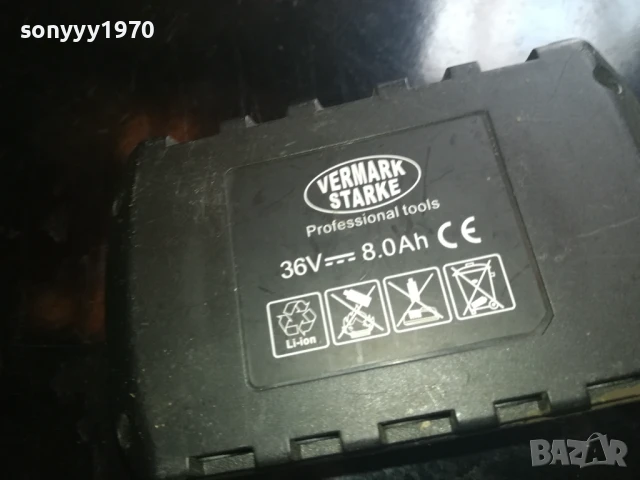 sonyyy1970
VERMARK
STARKE
Professional tools
36V 8.0Ah CE
Li-ion
BAZAR